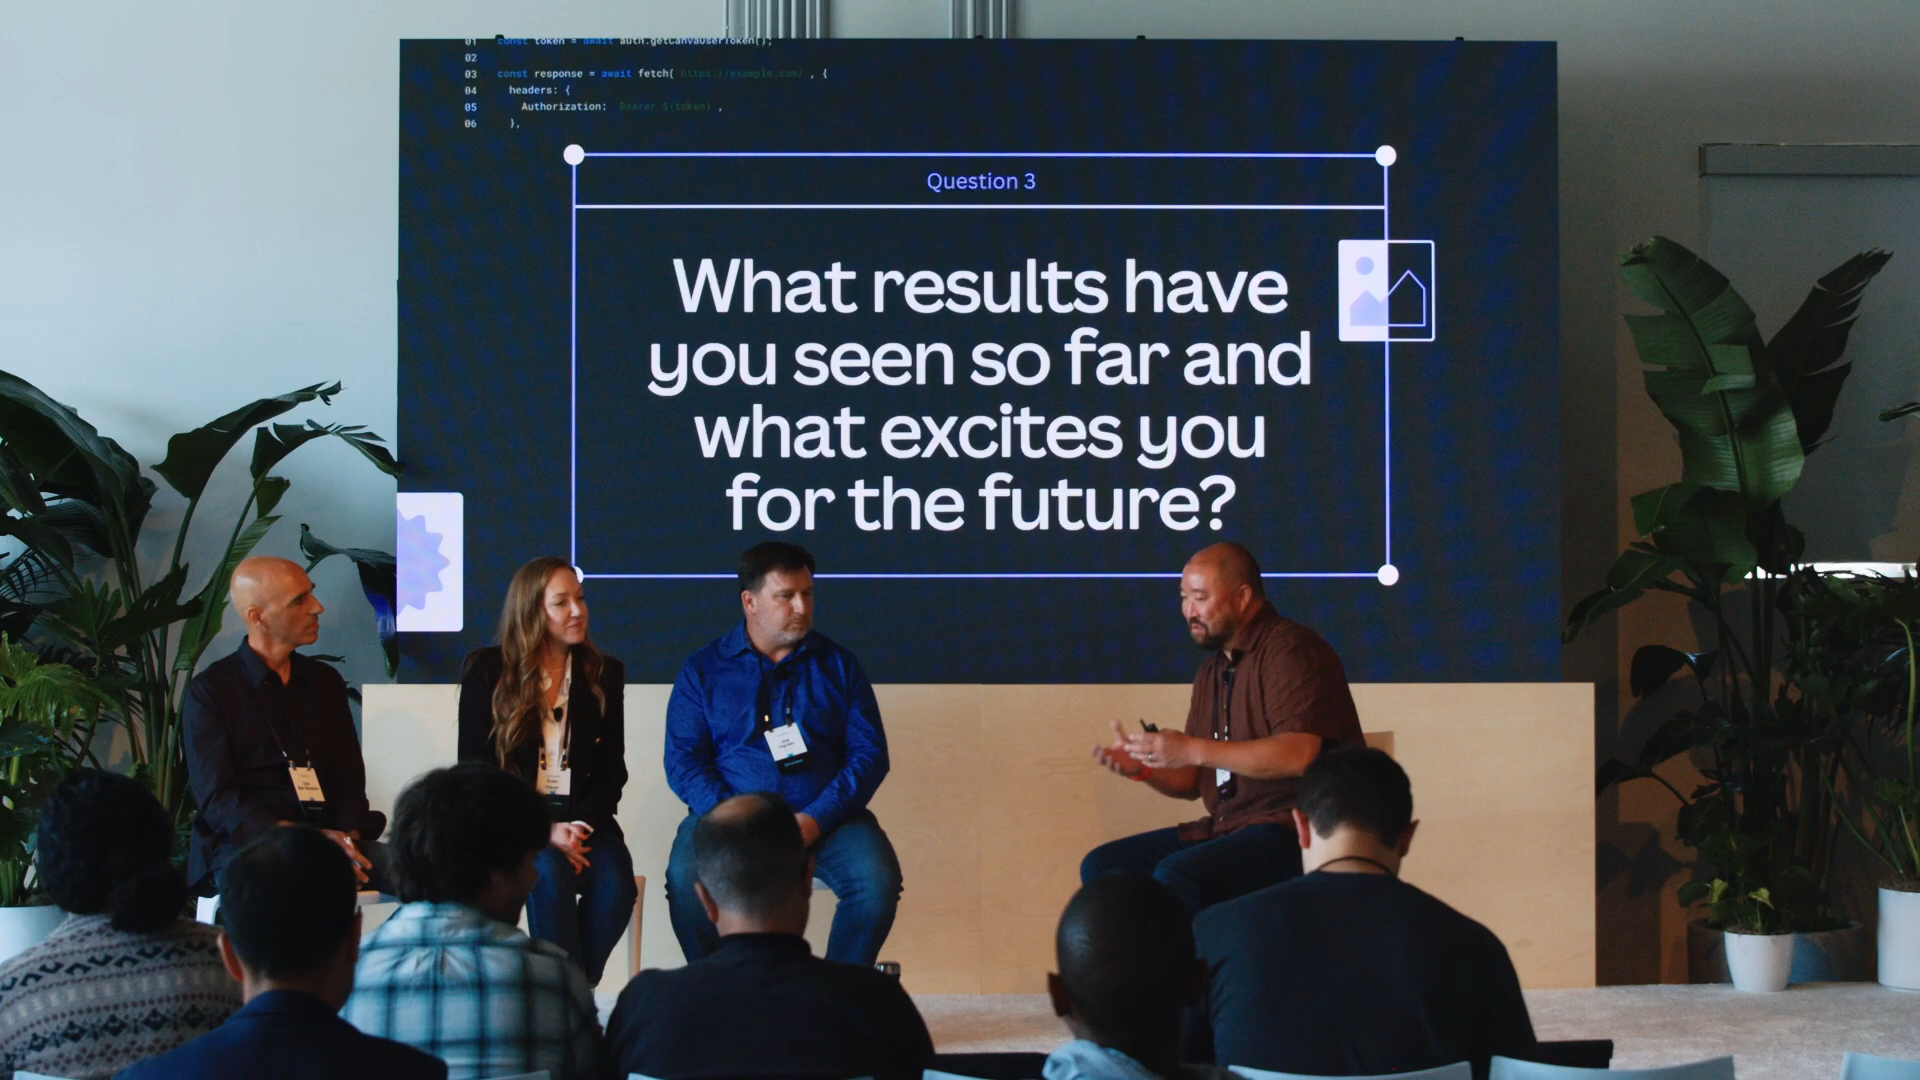 01 const token = await auth.getCanvaUserToken();
02
03 const response = await fetch( https://example.com/ , {
04 headers: {
05 Authorization: Bearer ${token} ,
06 },
Question 3
What results have
you seen so far and
what excites you
for the future?